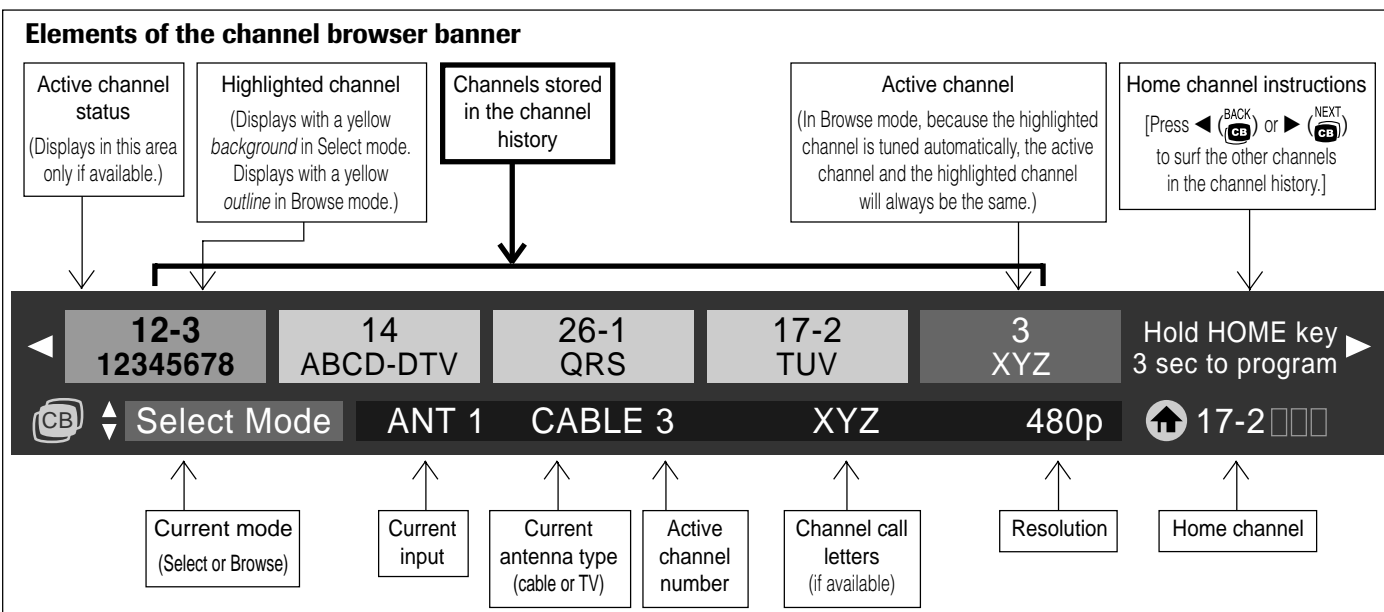 Elements of the channel browser banner
Active channel
status
(Displays in this area
only if available.)
Highlighted channel
(Displays with a yellow
background in Select mode.
Displays with a yellow
outline in Browse mode.)
Channels stored
in the channel
history
Active channel
(In Browse mode, because the highlighted
channel is tuned automatically, the active
channel and the highlighted channel
will always be the same.)
Home channel instructions
[Press ◀ (BACK CB) or ▶ (NEXT CB)
to surf the other channels
in the channel history.]
12-3
12345678
14
ABCD-DTV
26-1
QRS
17-2
TUV
3
XYZ
Hold HOME key
3 sec to program
CB Select Mode ANT 1 CABLE 3 XYZ 480p 17-2
Current mode
(Select or Browse)
Current
input
Current
antenna type
(cable or TV)
Active
channel
number
Channel call
letters
(if available)
Resolution
Home channel